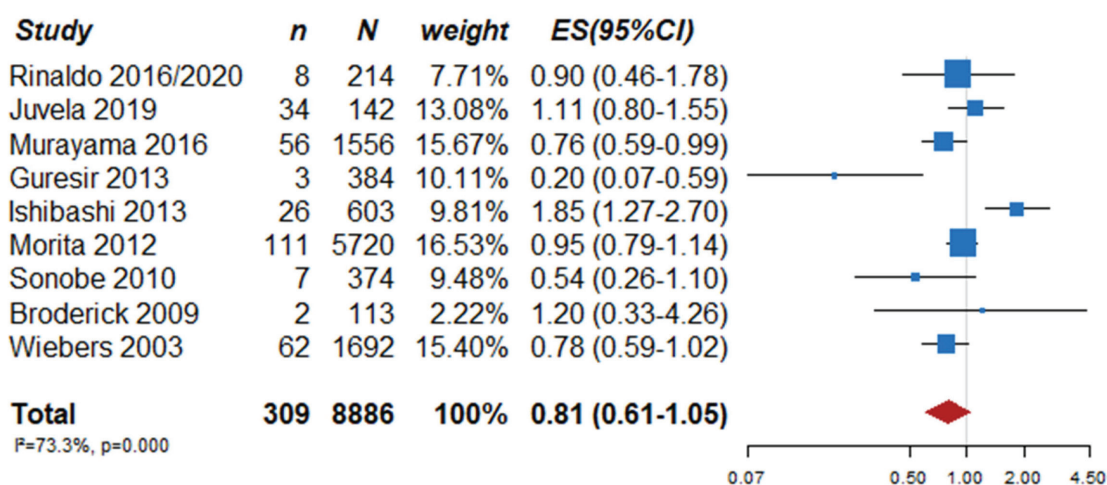 Study n N weight ES(95%CI)
Rinaldo 2016/2020 8 214 7.71% 0.90 (0.46-1.78)
Juvela 2019 34 142 13.08% 1.11 (0.80-1.55)
Murayama 2016 56 1556 15.67% 0.76 (0.59-0.99)
Guresir 2013 3 384 10.11% 0.20 (0.07-0.59)
Ishibashi 2013 26 603 9.81% 1.85 (1.27-2.70)
Morita 2012 111 5720 16.53% 0.95 (0.79-1.14)
Sonobe 2010 7 374 9.48% 0.54 (0.26-1.10)
Broderick 2009 2 113 2.22% 1.20 (0.33-4.26)
Wiebers 2003 62 1692 15.40% 0.78 (0.59-1.02)
Total 309 8886 100% 0.81 (0.61-1.05)
I²=73.3%, p=0.000
0.07 0.50 1.00 2.00 4.50